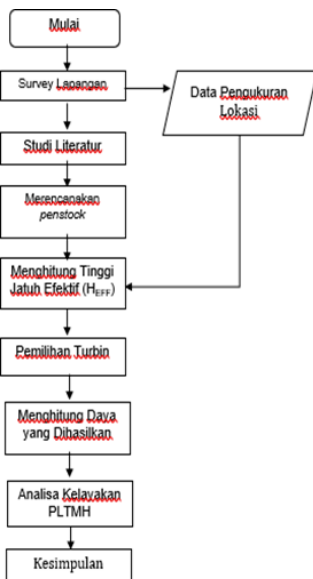 Mulai
Survey Lapangan
Data Pengukuran
Lokasi
Studi Literatur
Merencanakan
penstock
Menghitung Tinggi
Jatuh Efektif (HEFF)
Pemilihan Turbin
Menghitung Daya
yang Dihasilkan
Analisa Kelayakan
PLTMH
Kesimpulan